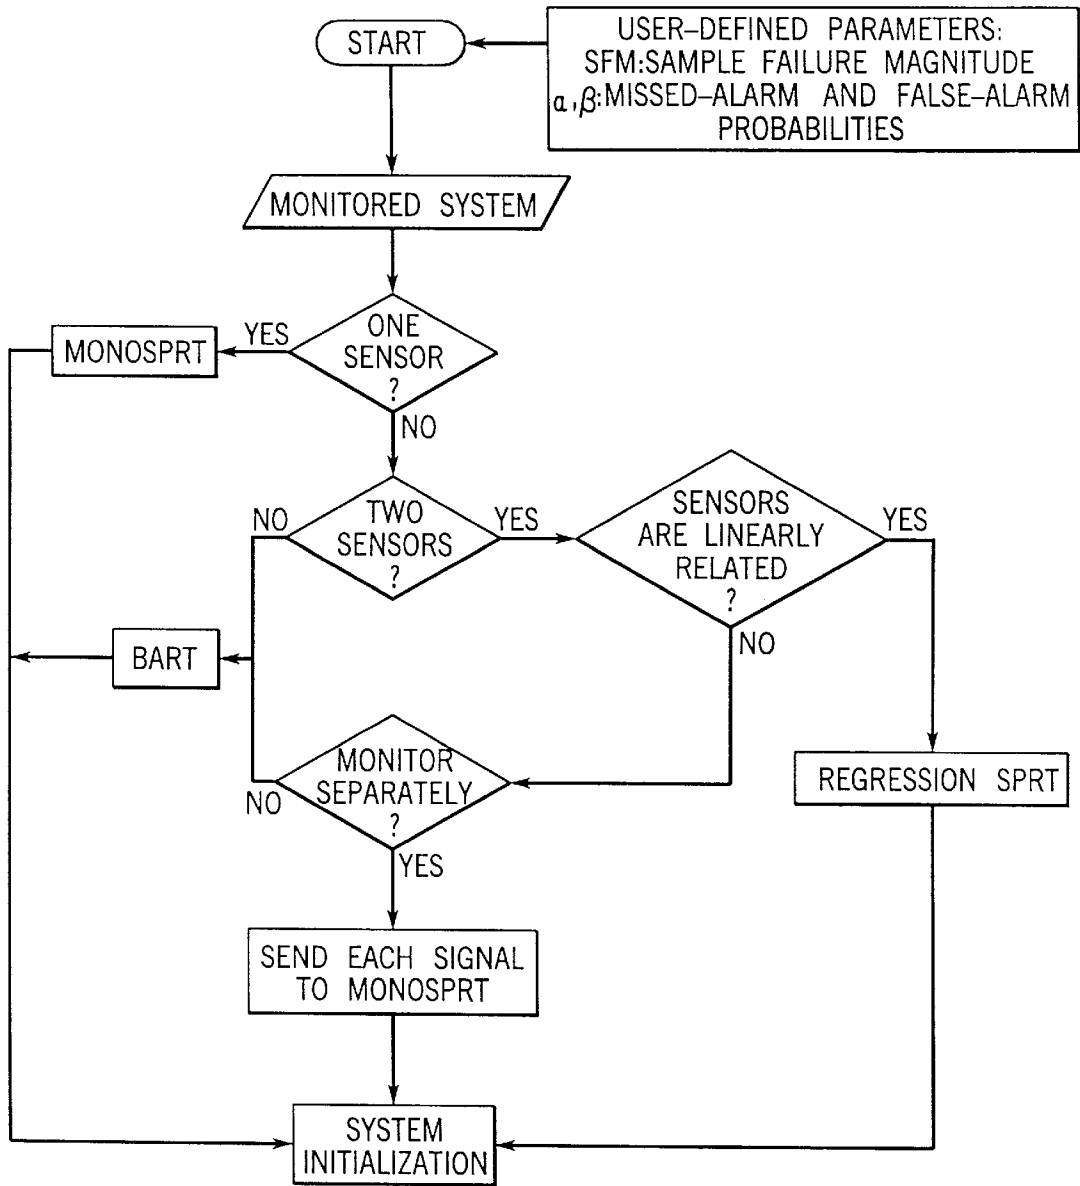 START
USER-DEFINED PARAMETERS:
SFM:SAMPLE FAILURE MAGNITUDE
α,β:MISSED-ALARM AND FALSE-ALARM
PROBABILITIES
MONITORED SYSTEM
ONE
SENSOR
?
YES
MONOSPRT
NO
TWO
SENSORS
?
NO
YES
SENSORS
ARE LINEARLY
RELATED
?
YES
NO
BART
MONITOR
SEPARATELY
?
NO
YES
REGRESSION SPRT
SEND EACH SIGNAL
TO MONOSPRT
SYSTEM
INITIALIZATION